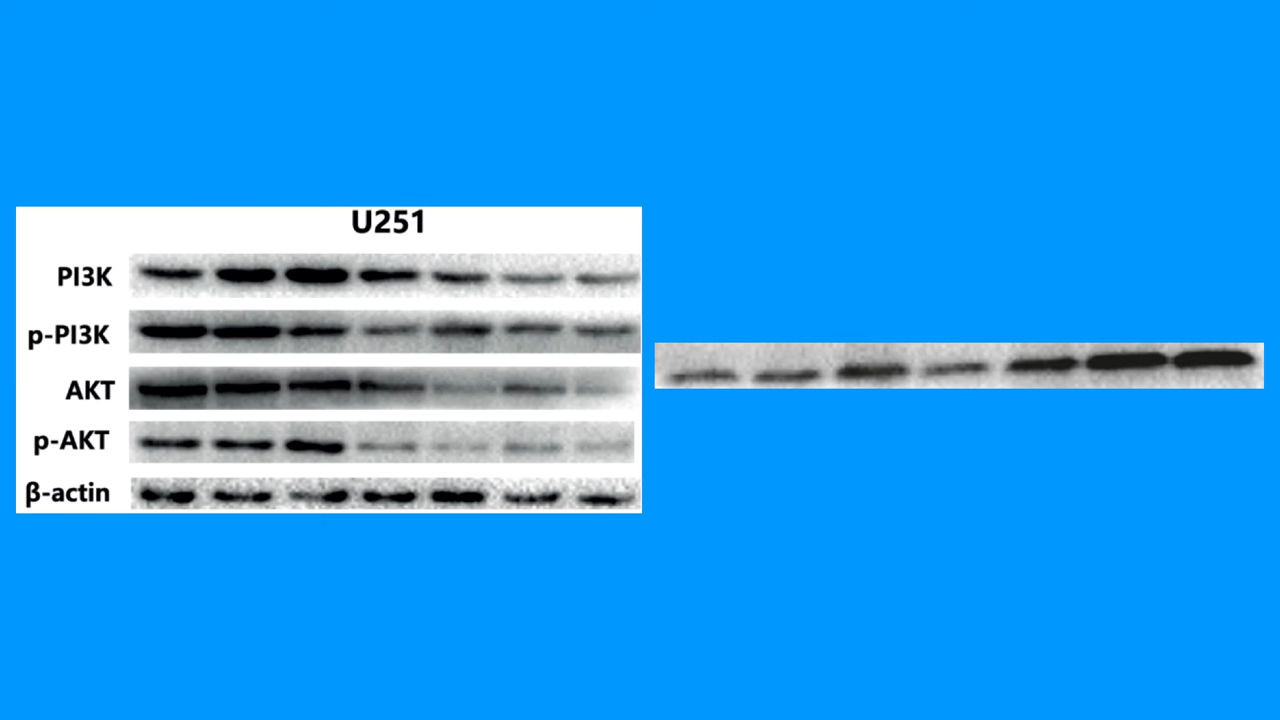 U251
PI3K
p-PI3K
AKT
p-AKT
β-actin